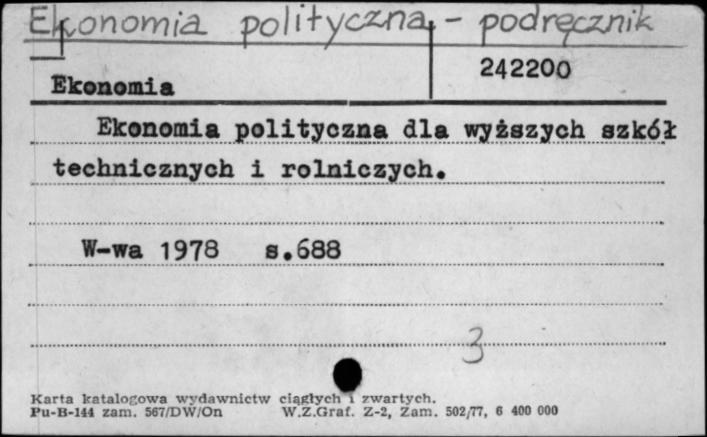 Ekonomia polityczna - podręcznik
242200
Ekonomia
Ekonomia polityczna dla wyższych szkół
technicznych i rolniczych.
W-wa 1978 s.688
3
Karta katalogowa wydawnictw ciągłych i zwartych.
Pu-B-144 zam. 567/DW/On W.Z.Graf. Z-2, Zam. 502/77, 6 400 000